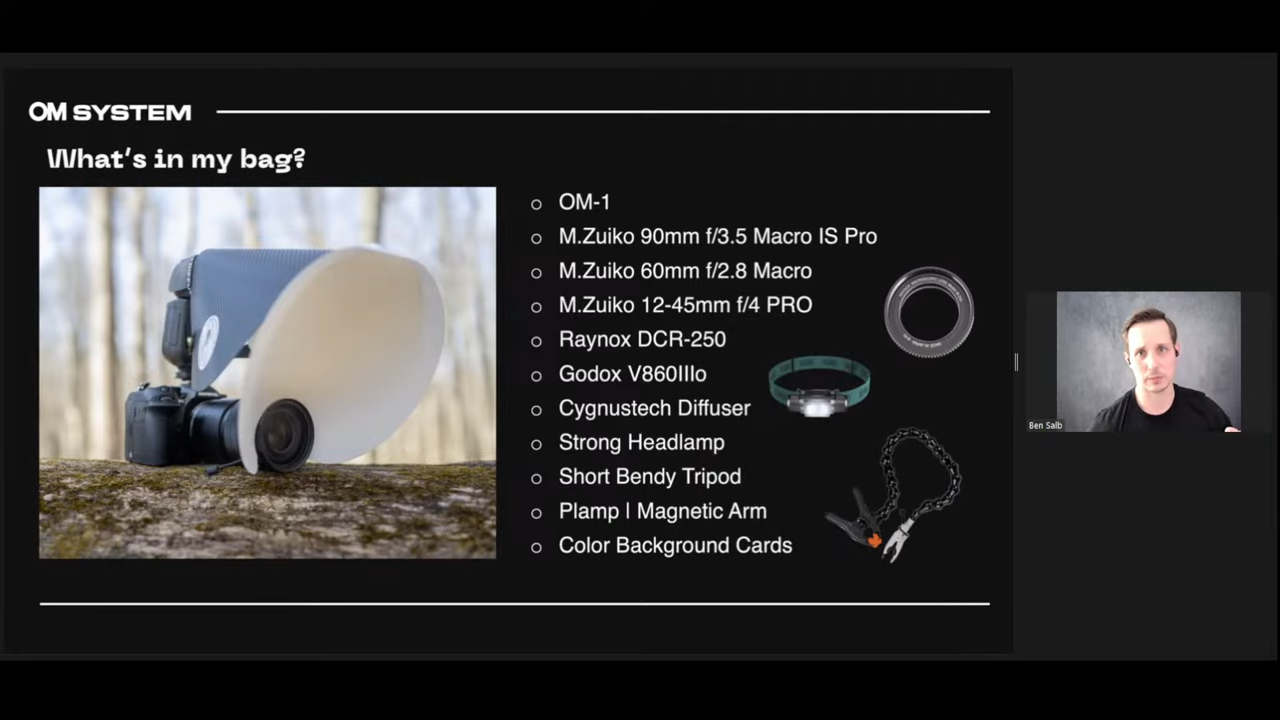 OM SYSTEM
What's in my bag?
OM-1
M.Zuiko 90mm f/3.5 Macro IS Pro
M.Zuiko 60mm f/2.8 Macro
M.Zuiko 12-45mm f/4 PRO
Raynox DCR-250
Godox V860IIIo
Cygnustech Diffuser
Strong Headlamp
Short Bendy Tripod
Plamp | Magnetic Arm
Color Background Cards
Ben Salb